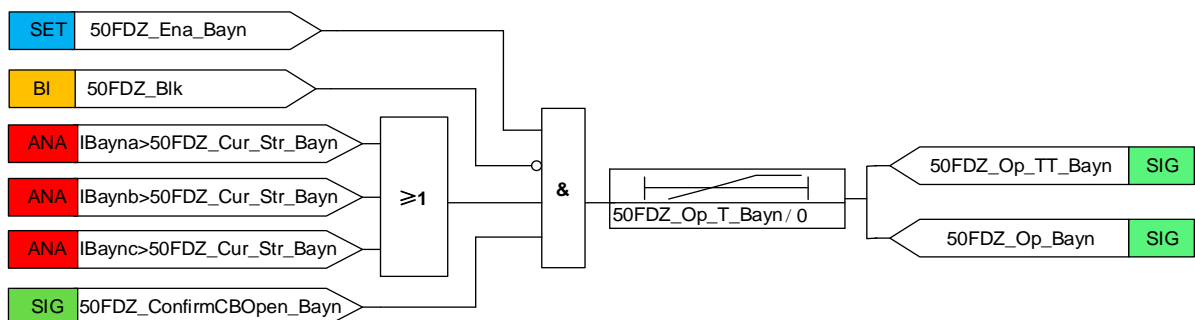 SET 50FDZ_Ena_Bayn
BI 50FDZ_Blk
ANA IBayna>50FDZ_Cur_Str_Bayn
ANA IBaynb>50FDZ_Cur_Str_Bayn
ANA IBaync>50FDZ_Cur_Str_Bayn
SIG 50FDZ_ConfirmCBOpen_Bayn
≥1
&
50FDZ_Op_T_Bayn / 0
50FDZ_Op_TT_Bayn SIG
50FDZ_Op_Bayn SIG